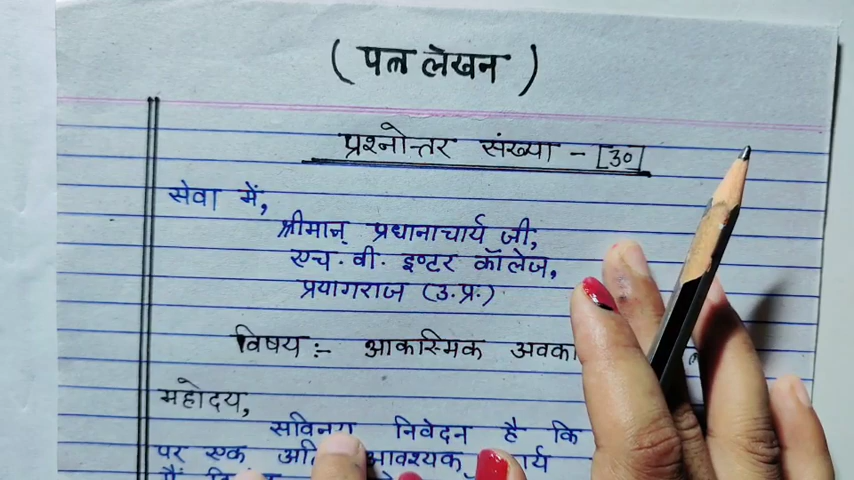 (पत्र लेखन)
प्रश्नोत्तर संख्या - [30]
सेवा में,
श्रीमान् प्रधानाचार्य जी,
एच. वी. इण्टर कॉलेज,
प्रयागराज (उ.प्र.)
विषय :- आकस्मिक
महोदय,
सविनय निवेदन है कि
पर एक आवश्यक
में